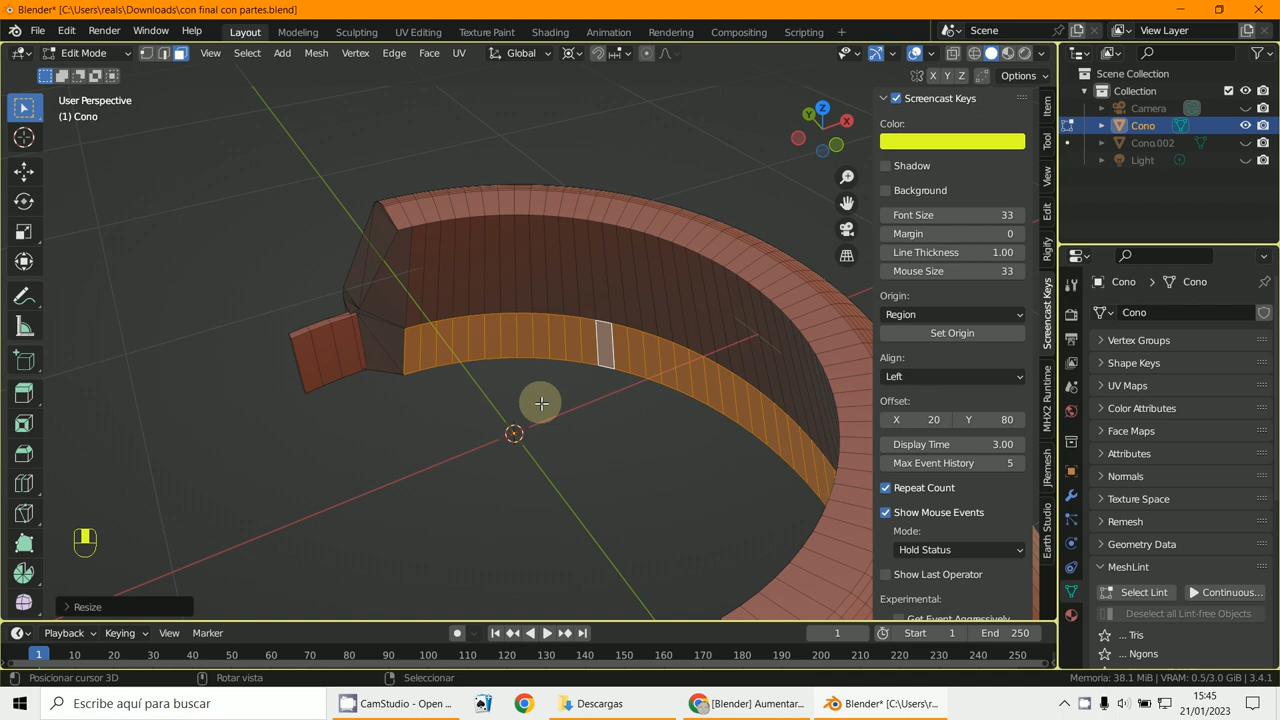 Blender* [C:\Users\reals\Downloads\con final con partes.blend]
File Edit Render Window Help Layout Modeling Sculpting UV Editing Texture Paint Shading Animation Rendering Compositing Scripting Scene View Layer
Edit Mode View Select Add Mesh Vertex Edge Face UV Global
X Y Z Options
User Perspective
(1) Cono
Z
Y
X
Screencast Keys
Color:
Shadow
Background
Font Size 33
Margin 0
Line Thickness 1.00
Mouse Size 33
Origin:
Region
Set Origin
Align:
Left
Offset:
X 20 Y 80
Display Time 3.00
Max Event History 5
Repeat Count
Show Mouse Events
Mode:
Hold Status
Show Last Operator
Experimental:
Get Event Aggressively
Item
Tool
View
Edit
Rigify
Screencast Keys
MHX2 Runtime
JRemesh
Earth Studio
Scene Collection
Collection
Camera
Cono
Cono.002
Light
Cono Cono
Cono
Vertex Groups
Shape Keys
UV Maps
Color Attributes
Face Maps
Attributes
Normals
Texture Space
Remesh
Geometry Data
MeshLint
Select Lint Continuous...
Deselect all Lint-free Objects
... Tris
... Ngons
Resize
Playback Keying View Marker 1 Start 1 End 250
1 10 20 30 40 50 60 70 80 90 100 110 120 130 140 150 160 170 180 190 200 210 220 230 240 250
Posicionar cursor 3D Rotar vista Seleccionar Memoria: 38.1 MiB | VRAM: 0.5/3.0 GiB | 3.4.1
Escribe aquí para buscar CamStudio - Open ... Descargas [Blender] Aumentar... Blender* [C:\Users\r... 15:45
21/01/2023